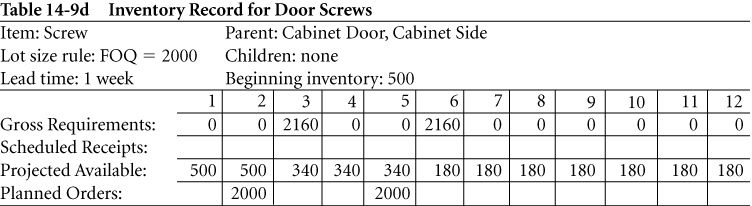 Table 14-9d Inventory Record for Door Screws
Item: Screw Parent: Cabinet Door, Cabinet Side
Lot size rule: FOQ = 2000 Children: none
Lead time: 1 week Beginning inventory: 500
1 2 3 4 5 6 7 8 9 10 11 12
Gross Requirements: 0 0 2160 0 0 2160 0 0 0 0 0 0
Scheduled Receipts:
Projected Available: 500 500 340 340 340 180 180 180 180 180 180 180
Planned Orders: 2000 2000